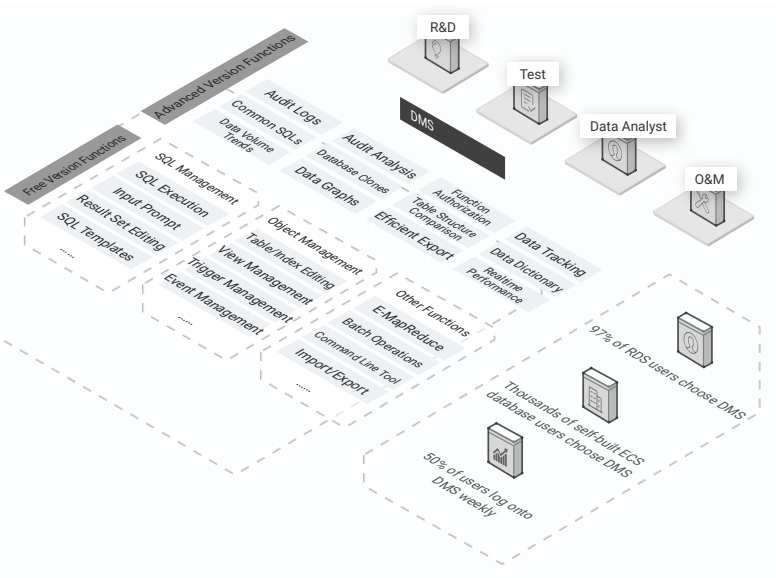 R&D
Test
Data Analyst
O&M
DMS
Advanced Version Functions
Audit Logs
Common SQLs
Data Volume
Trends
Audit Analysis
Database Clones
Data Graphs
Function
Authorization
Table Structure
Comparison
Efficient Export
Data Tracking
Data Dictionary
Realtime
Performance
Free Version Functions
SQL Management
SQL Execution
Input Prompt
Result Set Editing
SQL Templates
......
Object Management
Table/Index Editing
View Management
Trigger Management
Event Management
......
Other Functions
E-MapReduce
Batch Operations
Command Line Tool
Import/Export
......
97% of RDS users choose DMS
Thousands of self-built ECS
database users choose DMS
50% of users log onto
DMS weekly